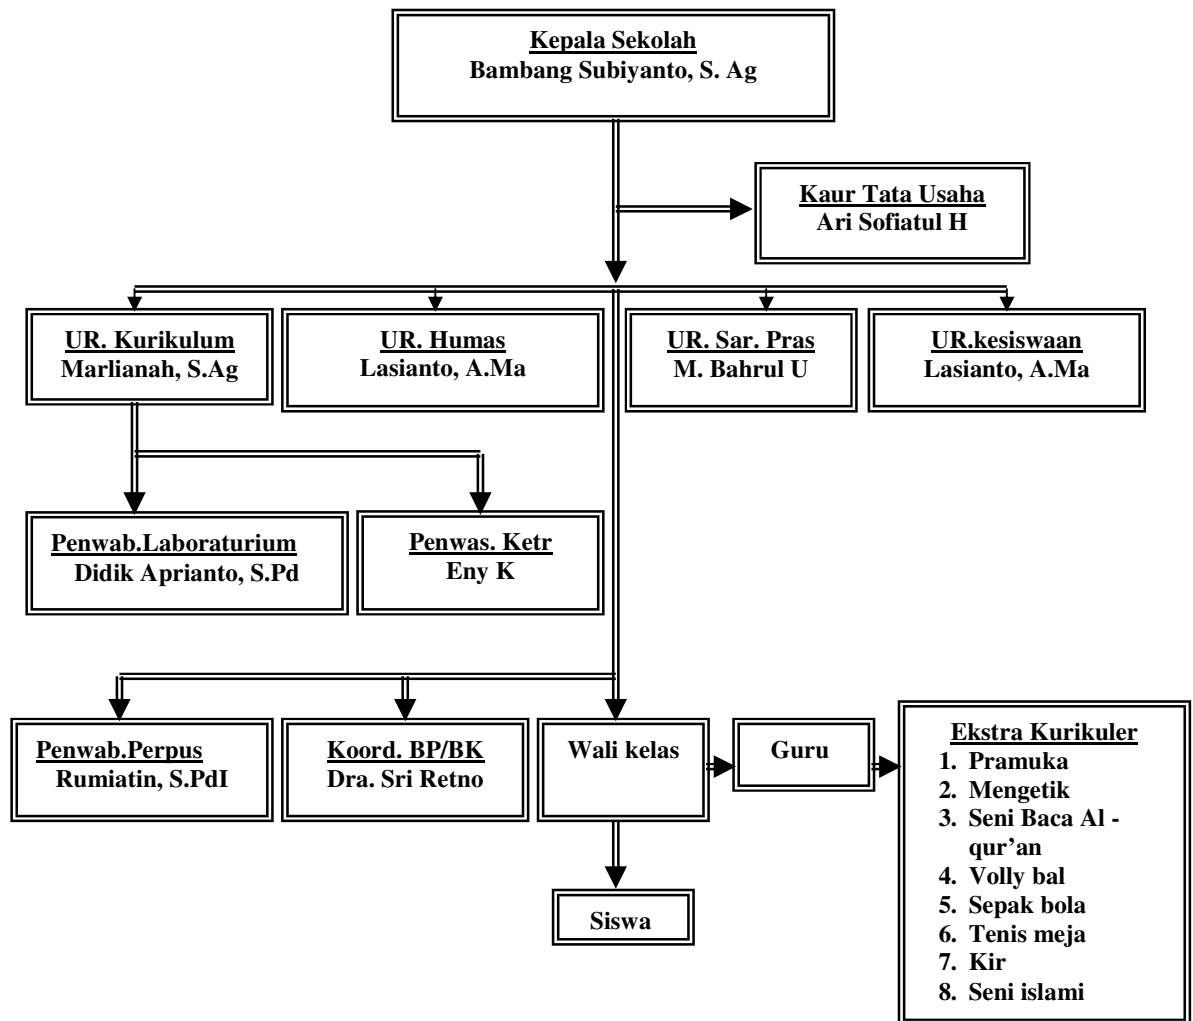 Kepala Sekolah
Bambang Subiyanto, S. Ag
Kaur Tata Usaha
Ari Sofiatul H
UR. Kurikulum
Marlianah, S.Ag
UR. Humas
Lasianto, A.Ma
UR. Sar. Pras
M. Bahrul U
UR.kesiswaan
Lasianto, A.Ma
Penwab.Laboraturium
Didik Aprianto, S.Pd
Penwas. Ketr
Eny K
Penwab.Perpus
Rumiatin, S.PdI
Koord. BP/BK
Dra. Sri Retno
Wali kelas
Guru
Ekstra Kurikuler
1. Pramuka
2. Mengetik
3. Seni Baca Al -
qur’an
4. Volly bal
5. Sepak bola
6. Tenis meja
7. Kir
8. Seni islami
Siswa